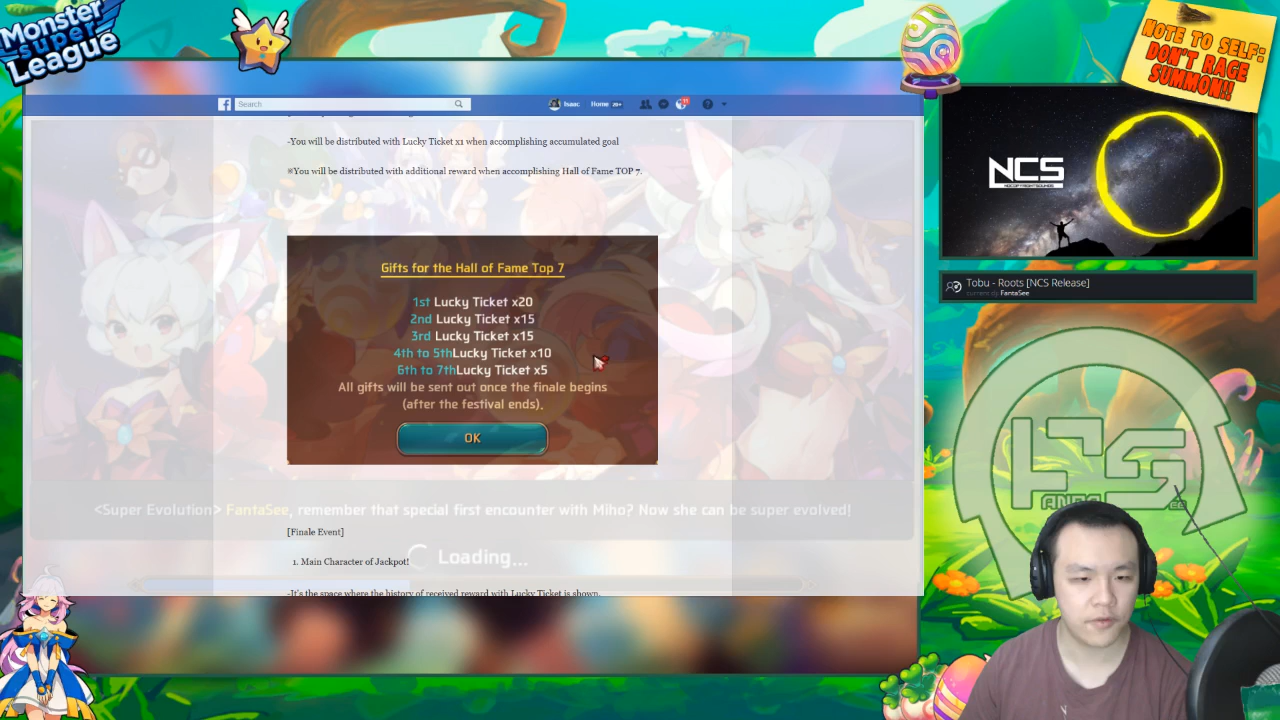 Monster
super
League
NOTE TO SELF:
DON'T RAGE
SUMMON!!
Search
Isaac
Home 20+
-You will be distributed with Lucky Ticket x1 when accomplishing accumulated goal
※You will be distributed with additional reward when accomplishing Hall of Fame TOP 7.
Gifts for the Hall of Fame Top 7
1st Lucky Ticket x20
2nd Lucky Ticket x15
3rd Lucky Ticket x15
4th to 5thLucky Ticket x10
6th to 7thLucky Ticket x5
All gifts will be sent out once the finale begins
(after the festival ends).
OK
<Super Evolution> FantaSee, remember that special first encounter with Miho? Now she can be super evolved!
[Finale Event]
1. Main Character of Jackpot!
Loading...
-It's the space where the history of received reward with Lucky Ticket is shown.
NCS
Tobu - Roots [NCS Release]
FantaSee